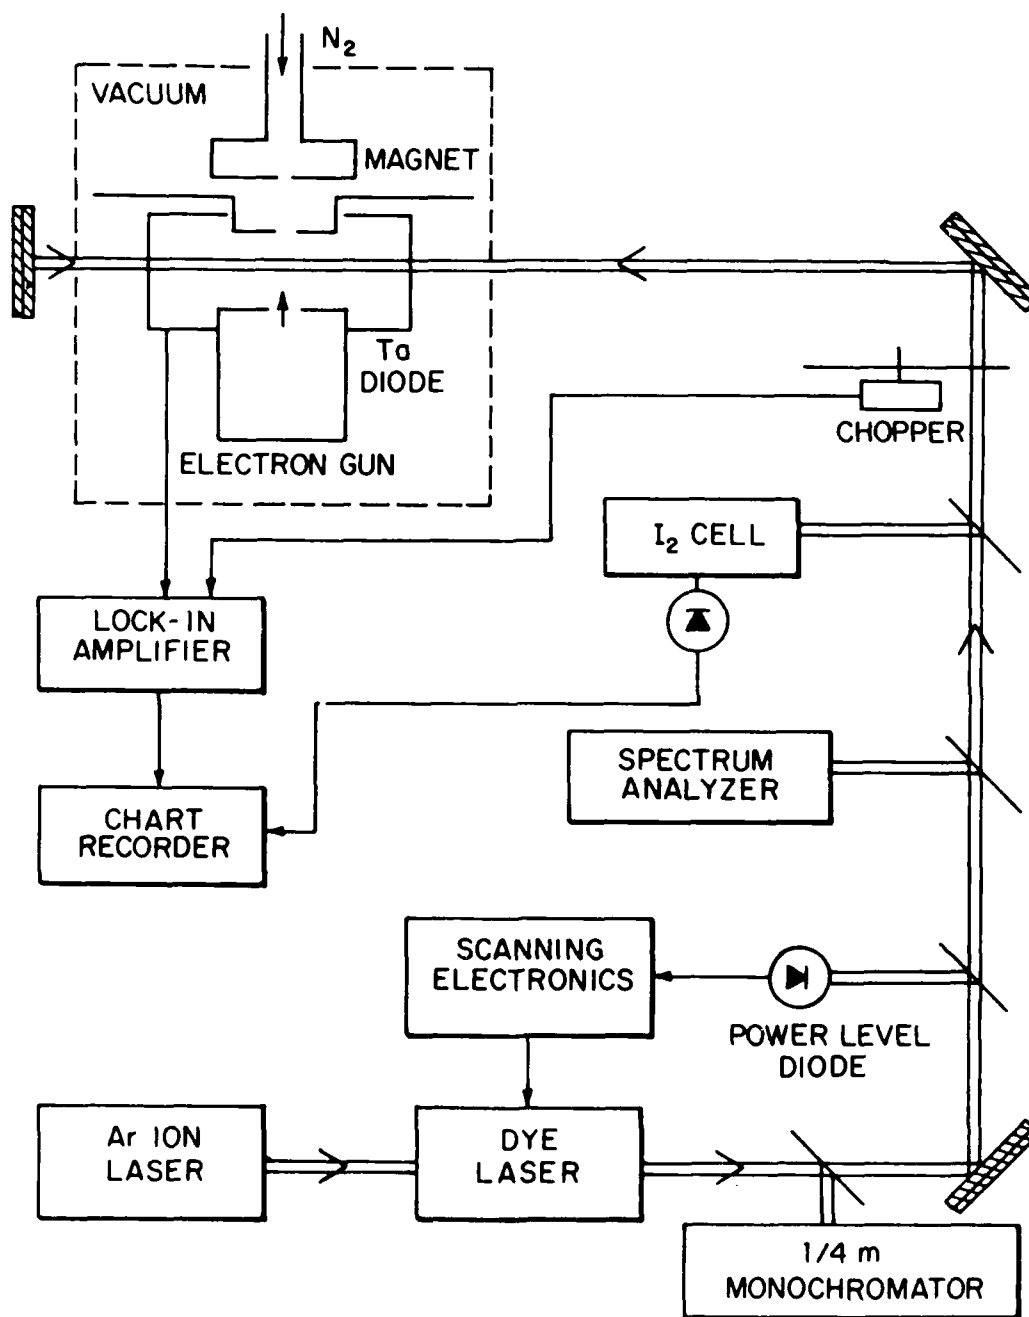 N2
VACUUM
MAGNET
Ta
DIODE
ELECTRON GUN
CHOPPER
I2 CELL
LOCK-IN
AMPLIFIER
SPECTRUM
ANALYZER
CHART
RECORDER
SCANNING
ELECTRONICS
POWER LEVEL
DIODE
Ar ION
LASER
DYE
LASER
1/4 m
MONOCHROMATOR